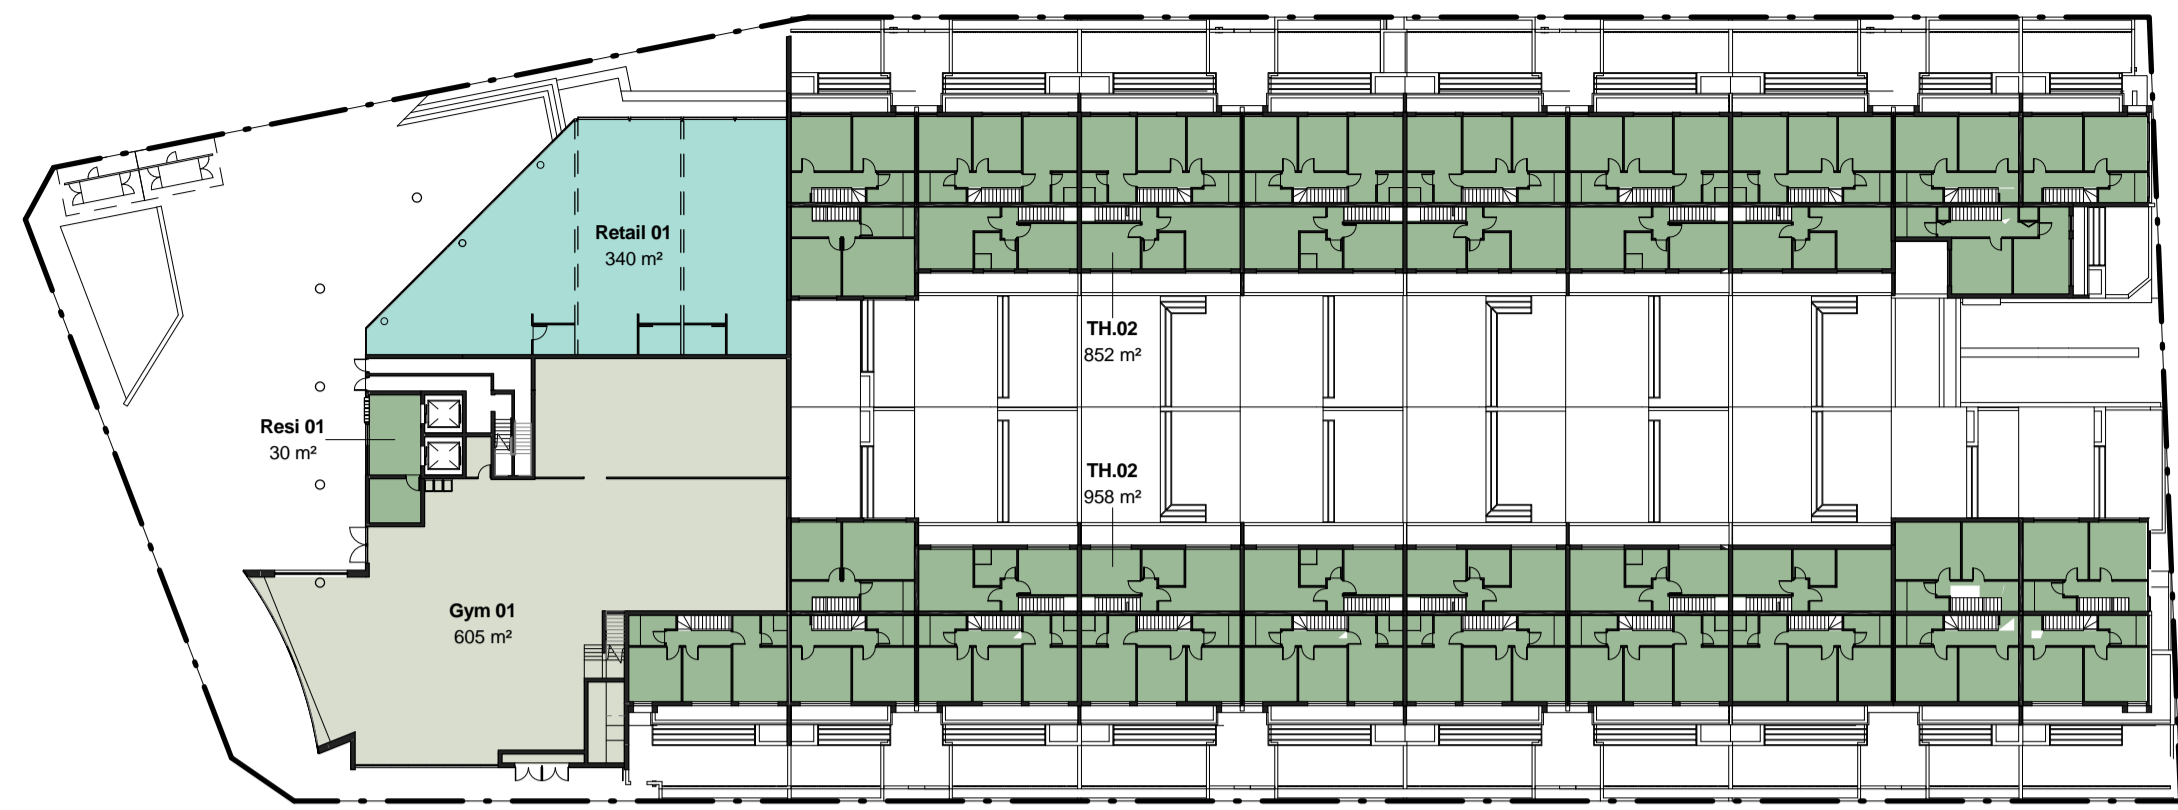 Retail 01
340 m²
TH.02
852 m²
Resi 01
30 m²
TH.02
958 m²
Gym 01
605 m²